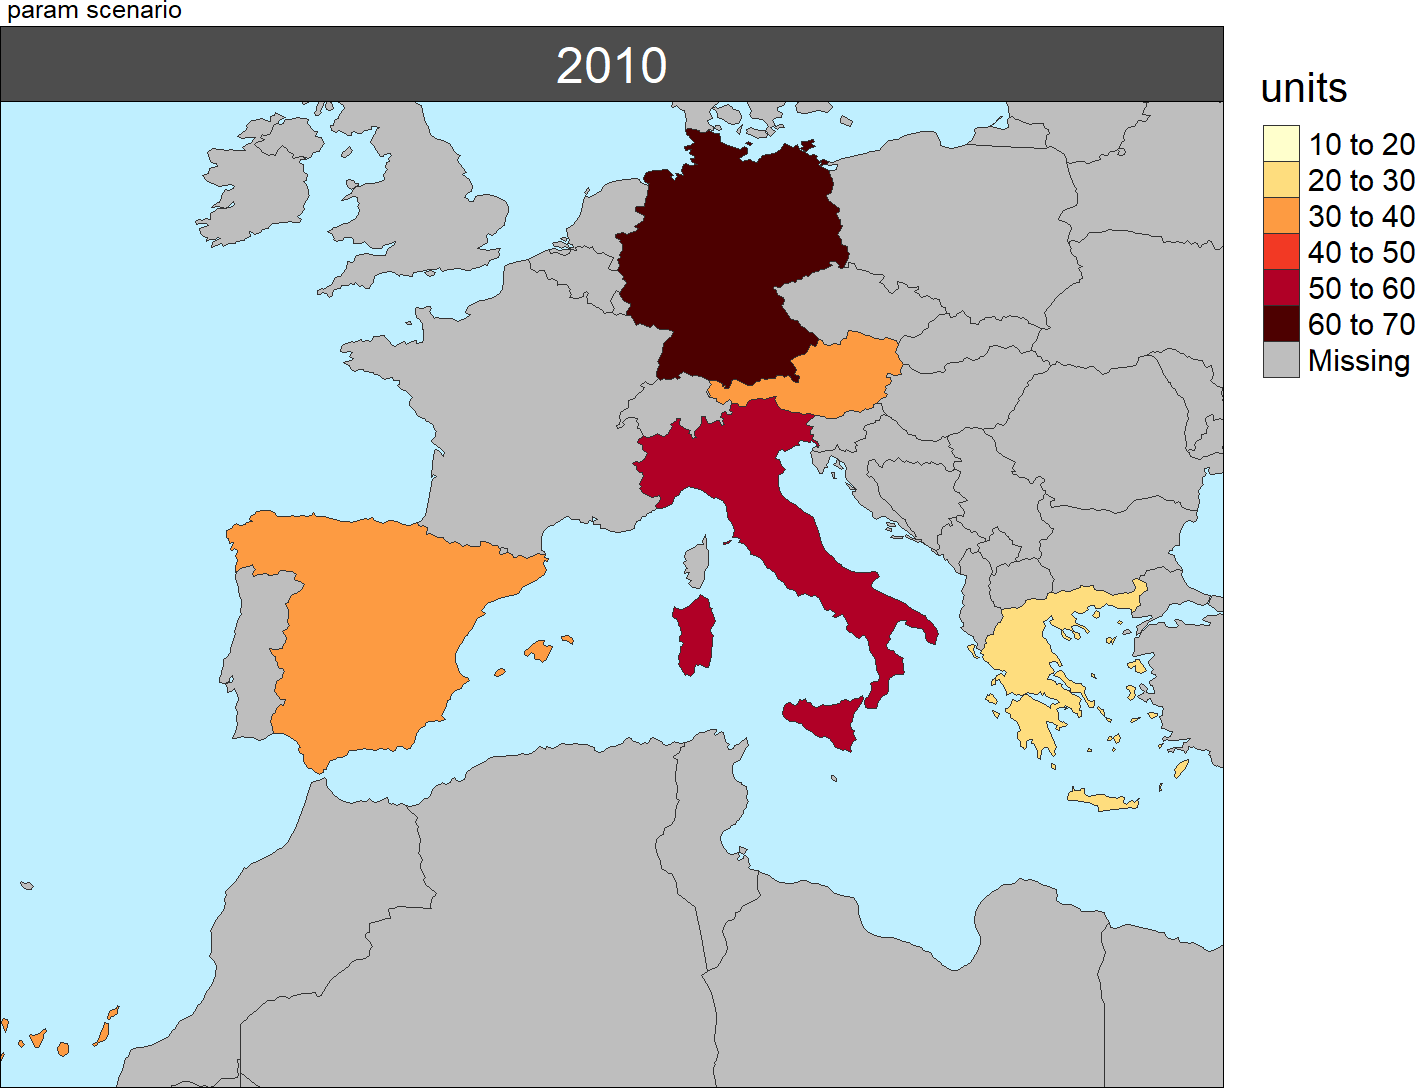 param scenario
2010
units
10 to 20
20 to 30
30 to 40
40 to 50
50 to 60
60 to 70
Missing